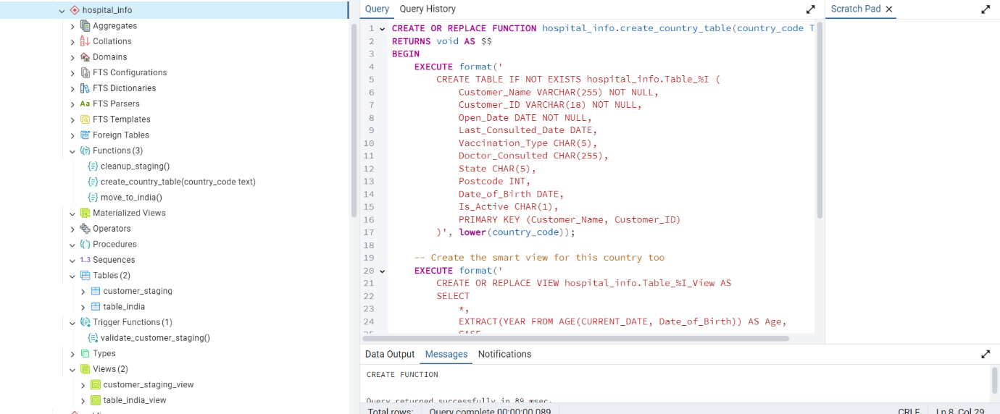 hospital_info
Aggregates
Collations
Domains
FTS Configurations
FTS Dictionaries
Aa FTS Parsers
FTS Templates
Foreign Tables
Functions (3)
cleanup_staging()
create_country_table(country_code text)
move_to_india()
Materialized Views
Operators
Procedures
1..3 Sequences
Tables (2)
customer_staging
table_india
Trigger Functions (1)
validate_customer_staging()
Types
Views (2)
customer_staging_view
table_india_view
Query Query History
1 CREATE OR REPLACE FUNCTION hospital_info.create_country_table(country_code T
2 RETURNS void AS $$
3 BEGIN
4 EXECUTE format('
5 CREATE TABLE IF NOT EXISTS hospital_info.Table_%I (
6 Customer_Name VARCHAR(255) NOT NULL,
7 Customer_ID VARCHAR(18) NOT NULL,
8 Open_Date DATE NOT NULL,
9 Last_Consulted_Date DATE,
10 Vaccination_Type CHAR(5),
11 Doctor_Consulted CHAR(255),
12 State CHAR(5),
13 Postcode INT,
14 Date_of_Birth DATE,
15 Is_Active CHAR(1),
16 PRIMARY KEY (Customer_Name, Customer_ID)
17 )', lower(country_code));
18
19 -- Create the smart view for this country too
20 EXECUTE format('
21 CREATE OR REPLACE VIEW hospital_info.Table_%I_View AS
22 SELECT
23 *,
24 EXTRACT(YEAR FROM AGE(CURRENT_DATE, Date_of_Birth)) AS Age,
25 CASE
Scratch Pad
Data Output Messages Notifications
CREATE FUNCTION
Query returned successfully in 89 msec.
Total rows: Query complete 00:00:00.089
CRLF Ln 8, Col 29